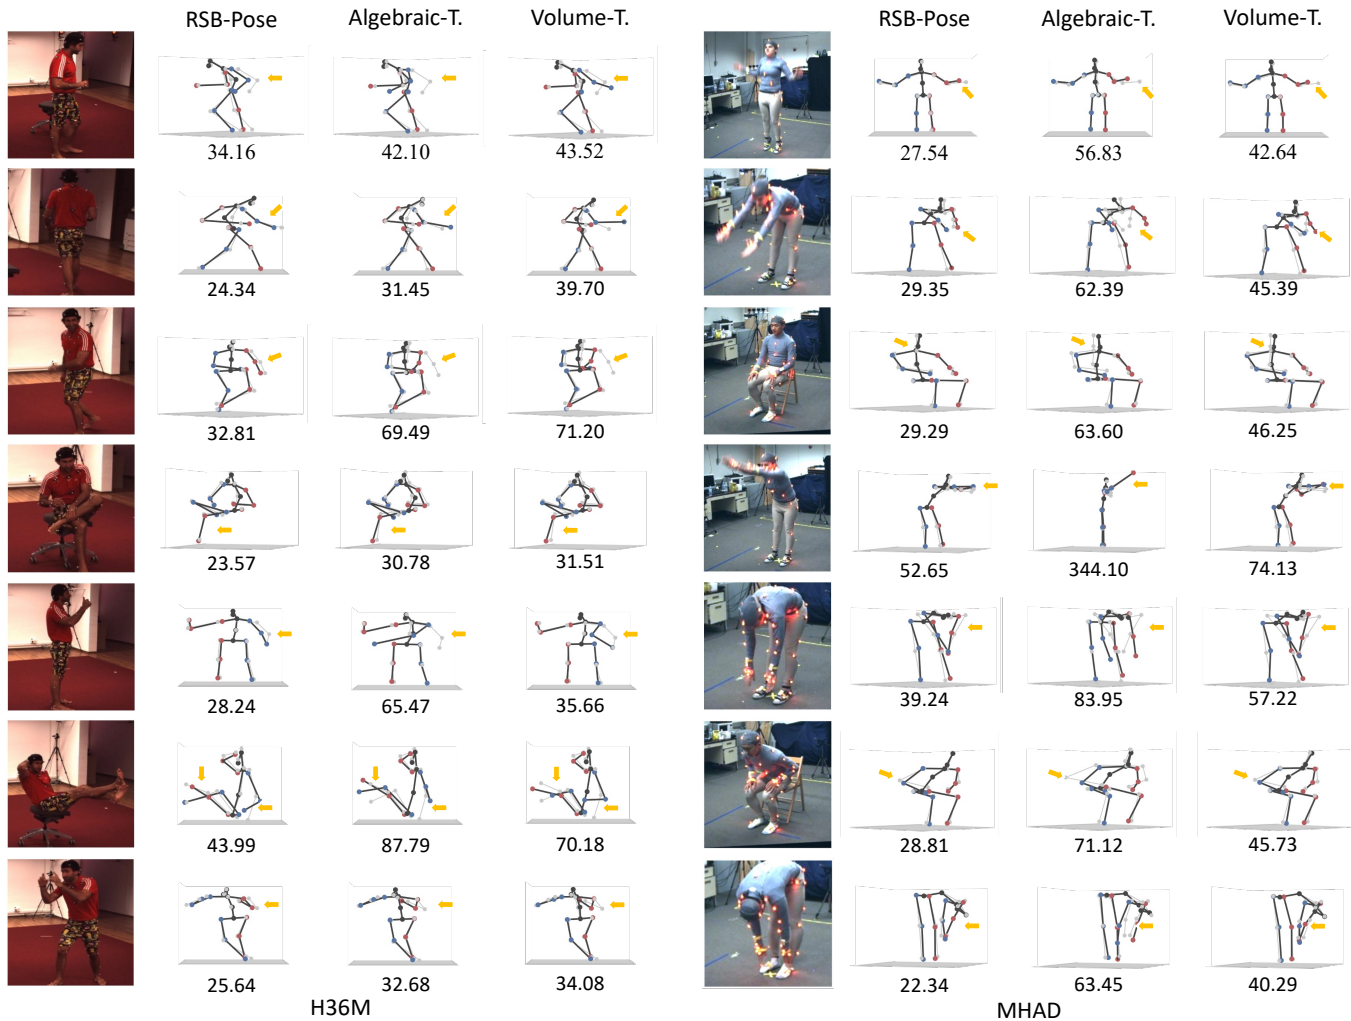 RSB-Pose Algebraic-T. Volume-T. RSB-Pose Algebraic-T. Volume-T.
34.16 42.10 43.52 27.54 56.83 42.64
24.34 31.45 39.70 29.35 62.39 45.39
32.81 69.49 71.20 29.29 63.60 46.25
23.57 30.78 31.51 52.65 344.10 74.13
28.24 65.47 35.66 39.24 83.95 57.22
43.99 87.79 70.18 28.81 71.12 45.73
25.64 32.68 34.08 22.34 63.45 40.29
H36M MHAD